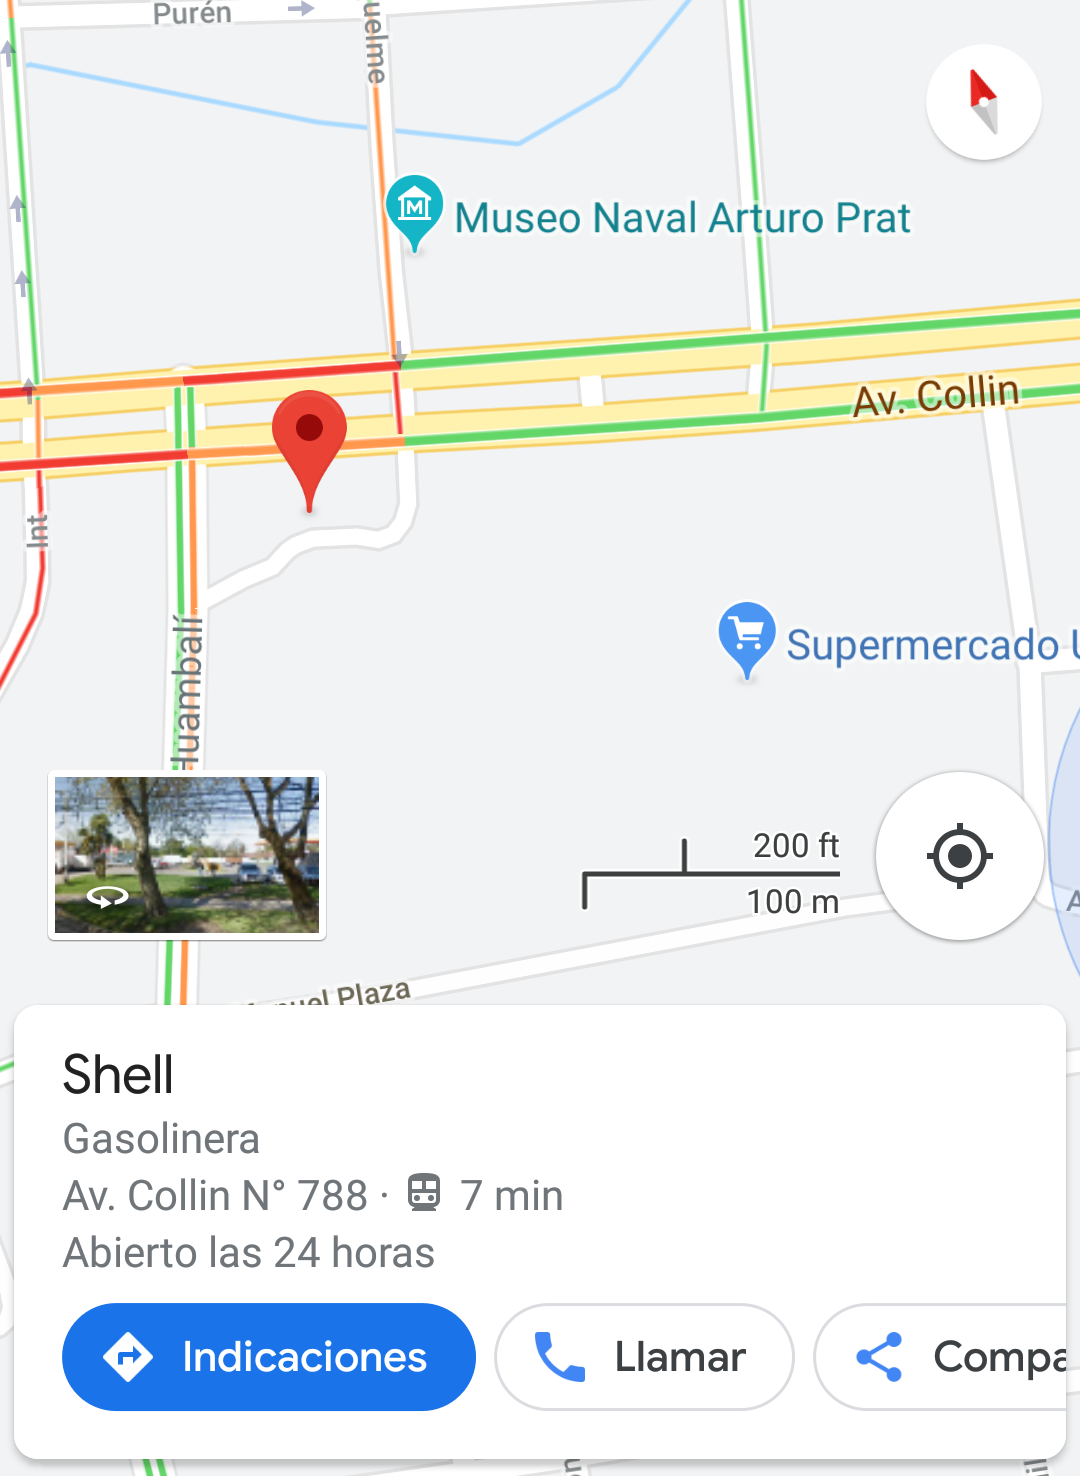 Purén
uelme
Museo Naval Arturo Prat
Av. Collin
Int
Supermercado
Huambalí
200 ft
100 m
Plaza
Shell
Gasolinera
Av. Collin N° 788 · 7 min
Abierto las 24 horas
Indicaciones
Llamar
Compa